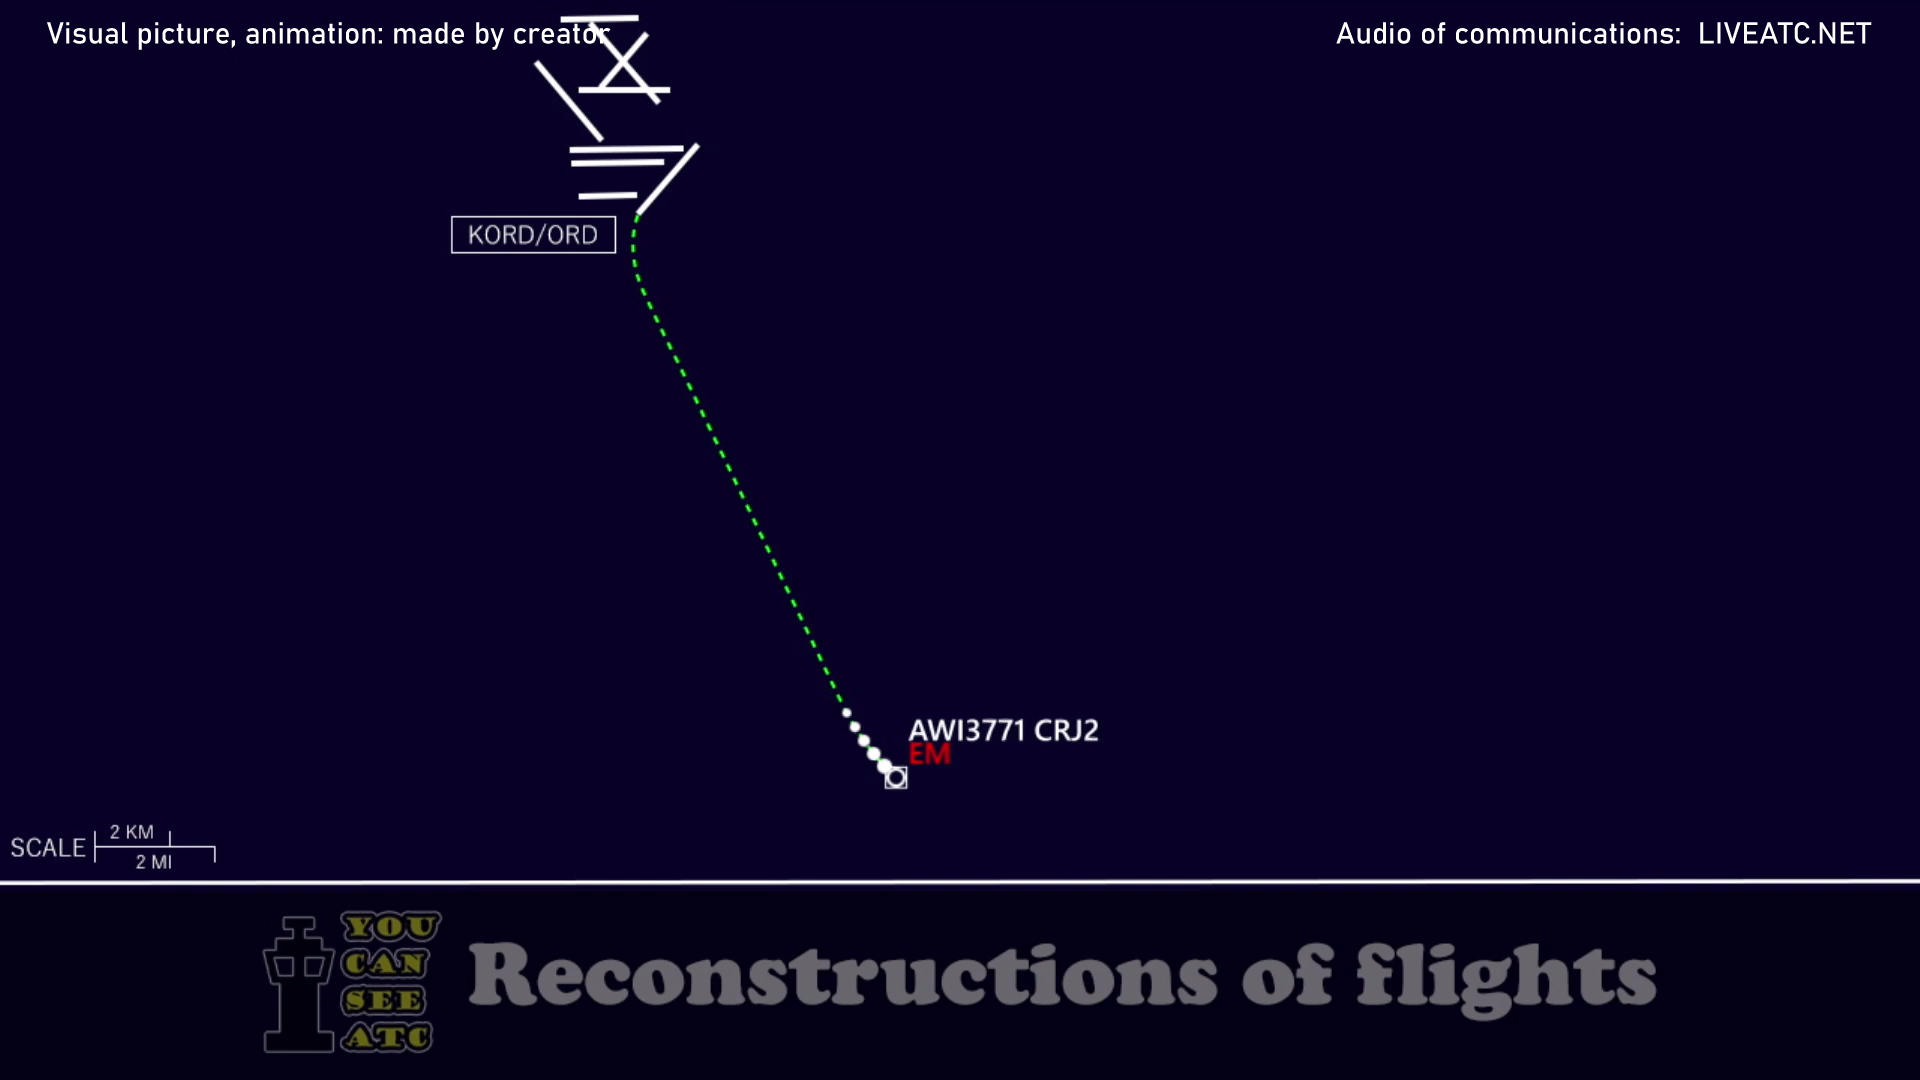 Visual picture, animation: made by creator
Audio of communications: LIVEATC.NET
KORD/ORD
AWI3771 CRJ2
EM
SCALE
2 KM
2 MI
YOU
CAN
SEE
ATC
Reconstructions of flights